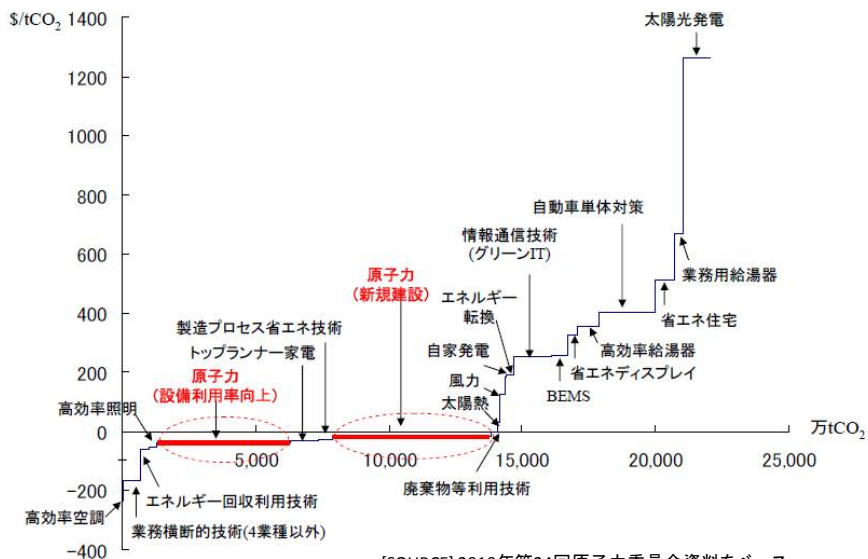 $/tCO2 1400
1200
1000
800
600
400
200
0
-200
-400
5,000
10,000
15,000
20,000
25,000
万tCO2
太陽光発電
自動車単体対策
情報通信技術
(グリーンIT)
業務用給湯器
原子力
(新規建設)
エネルギー
転換
省エネ住宅
製造プロセス省エネ技術
自家発電
高効率給湯器
トップランナー家電
原子力
(設備利用率向上)
風力
省エネディスプレイ
高効率照明
太陽熱
BEMS
廃棄物等利用技術
エネルギー回収利用技術
高効率空調
業務横断的技術(4業種以外)